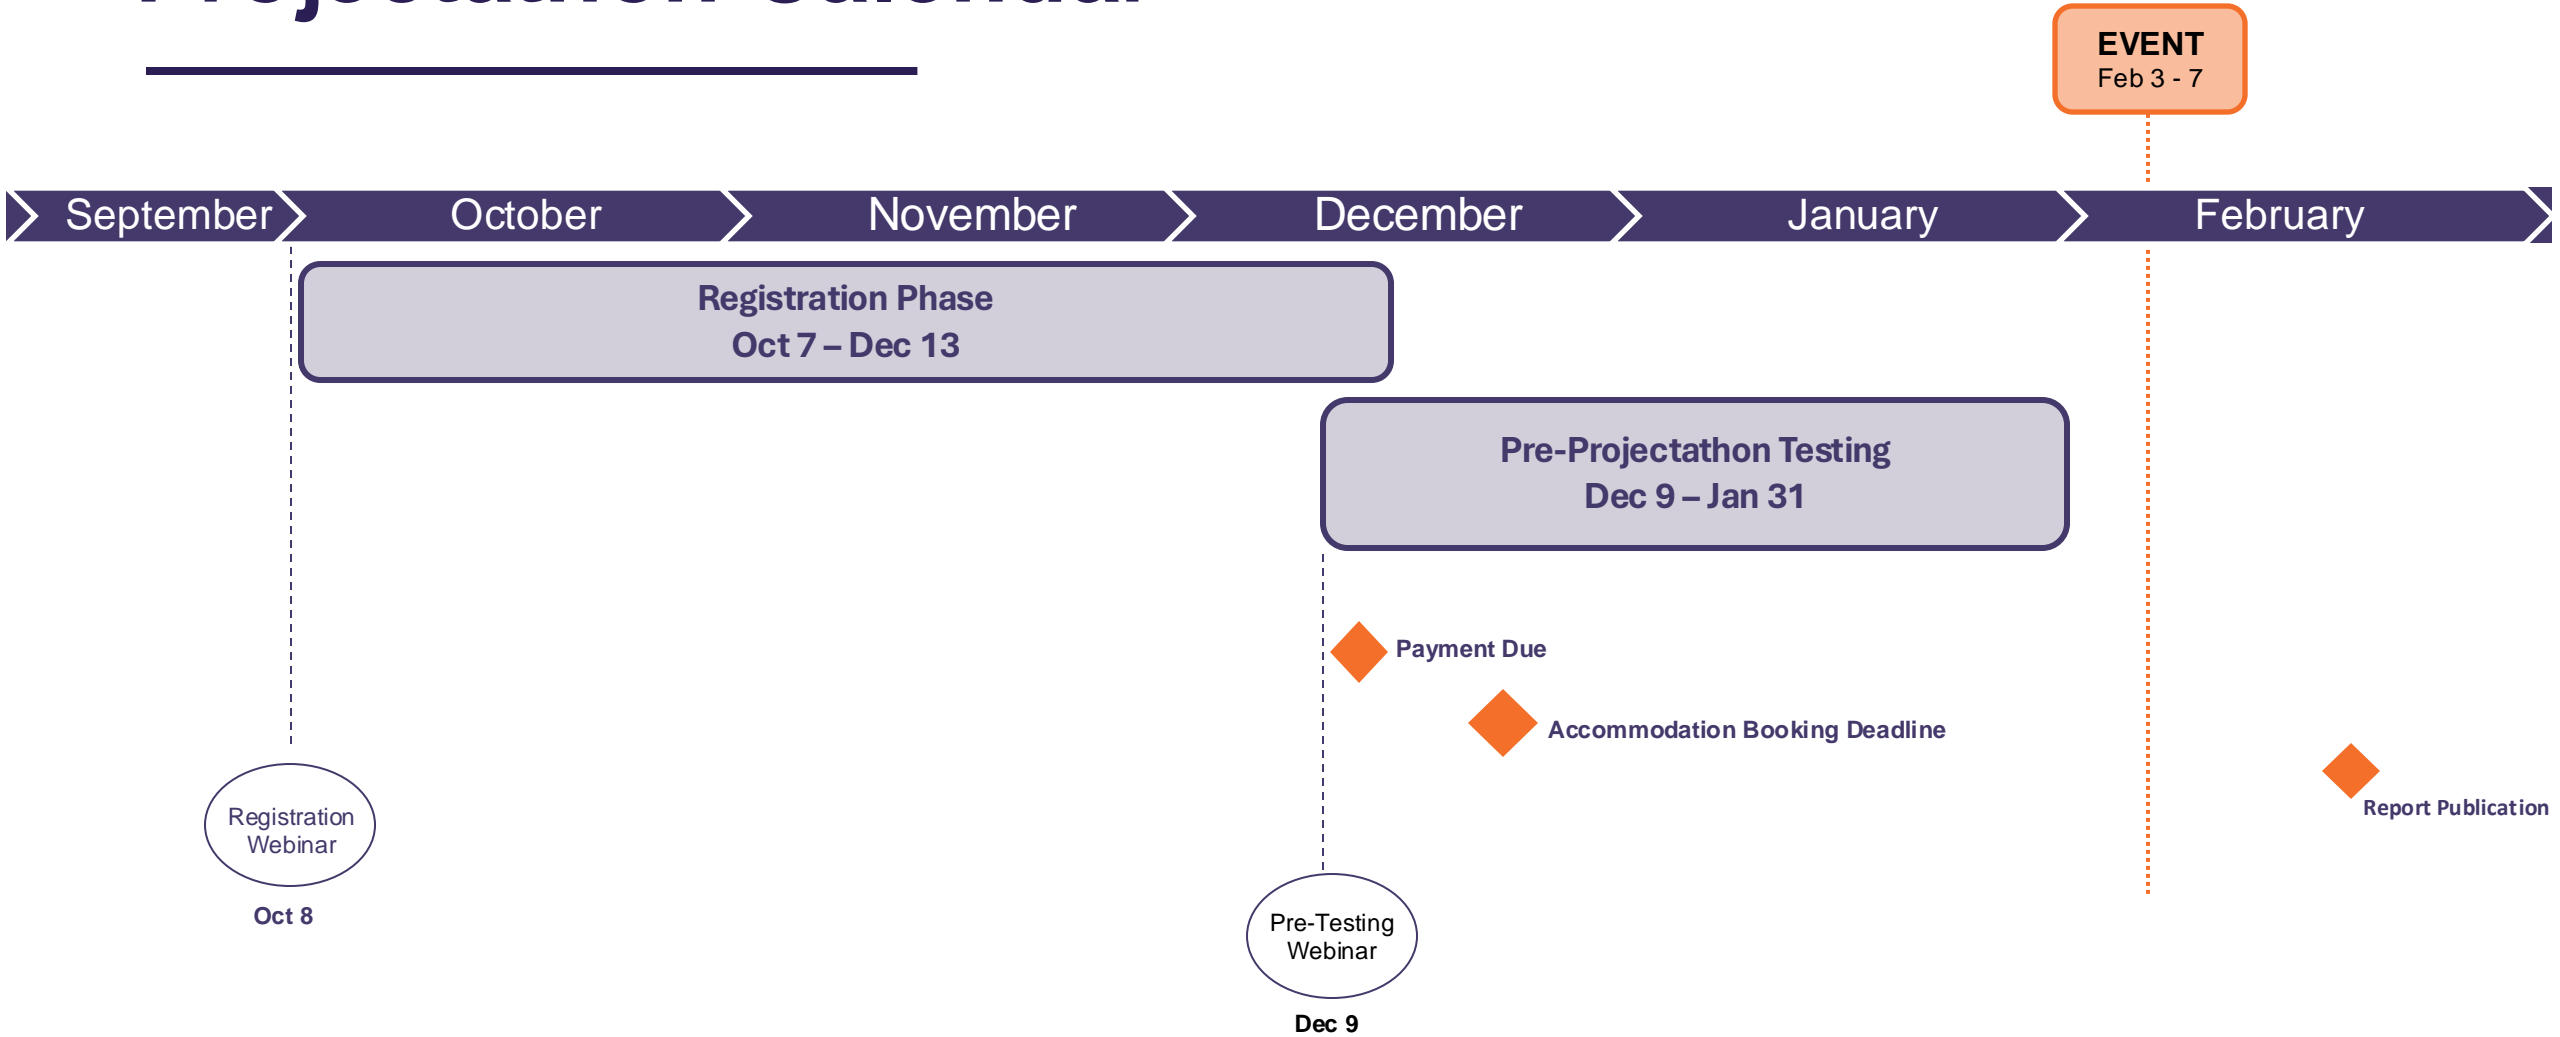 Projectathon Calendar
EVENT
Feb 3 - 7
September
October
November
December
January
February
Registration Phase
Oct 7 – Dec 13
Pre-Projectathon Testing
Dec 9 – Jan 31
Payment Due
Accommodation Booking Deadline
Report Publication
Registration
Webinar
Oct 8
Pre-Testing
Webinar
Dec 9